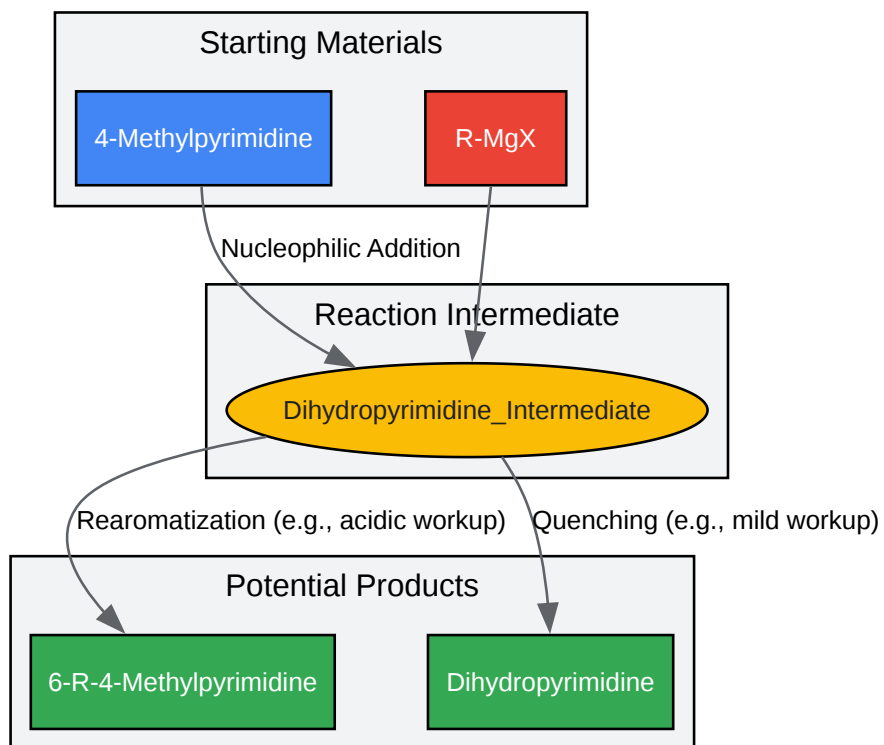 Starting Materials
4-Methylpyrimidine
R-MgX
Nucleophilic Addition
Reaction Intermediate
Dihydropyrimidine_Intermediate
Rearomatization (e.g., acidic workup)
Quenching (e.g., mild workup)
Potential Products
6-R-4-Methylpyrimidine
Dihydropyrimidine